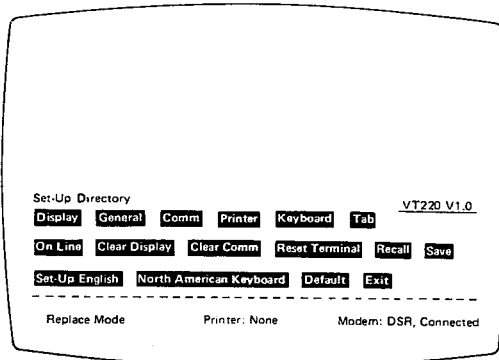 Set-Up Directory
VT220 V1.0
Display General Comm Printer Keyboard Tab
On Line Clear Display Clear Comm Reset Terminal Recall Save
Set-Up English North American Keyboard Default Exit
Replace Mode Printer: None Modem: DSR, Connected